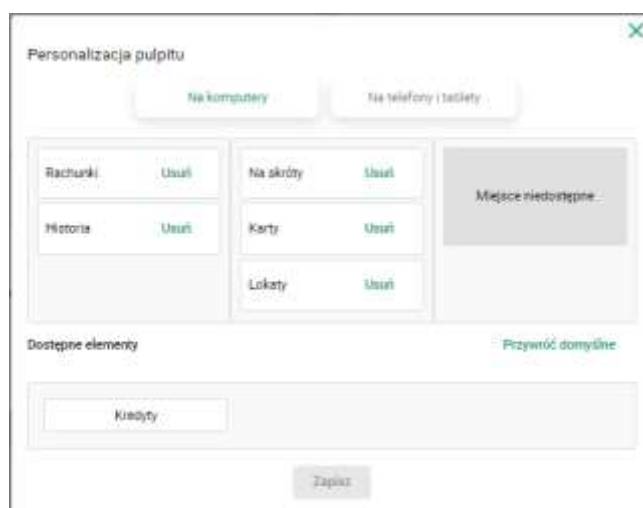 Personalizacja pulpitu
Na komputery
Na telefony i tablety
Rachunki Usuń
Historia Usuń
Na skróty Usuń
Karty Usuń
Lokaty Usuń
Miejsce niedostępne
Dostępne elementy
Przywróć domyślne
Kredyty
Zapisz